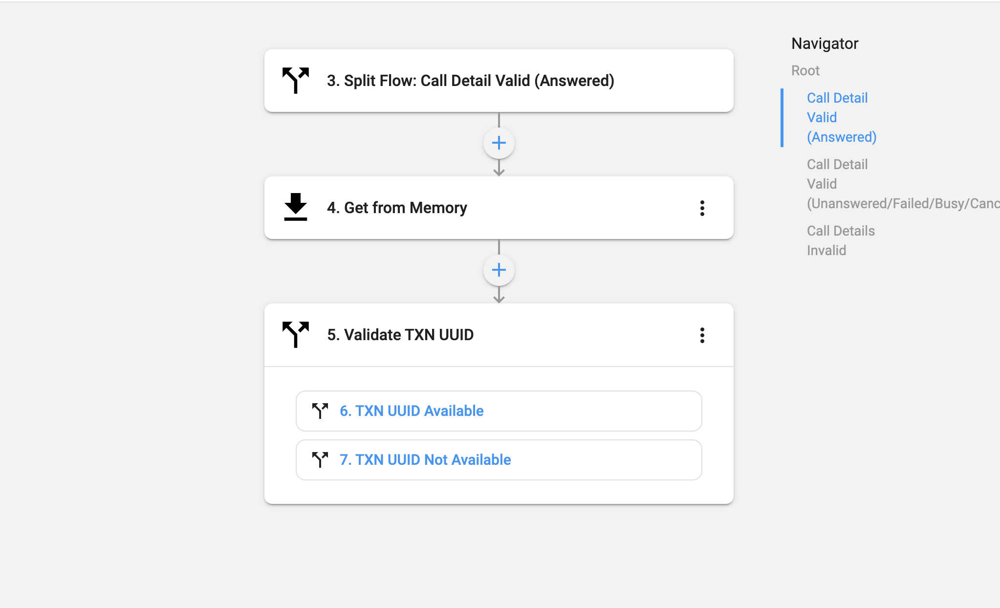 3. Split Flow: Call Detail Valid (Answered)
4. Get from Memory
5. Validate TXN UUID
6. TXN UUID Available
7. TXN UUID Not Available
Navigator
Root
Call Detail
Valid
(Answered)
Call Detail
Valid
(Unanswered/Failed/Busy/Canc
Call Details
Invalid